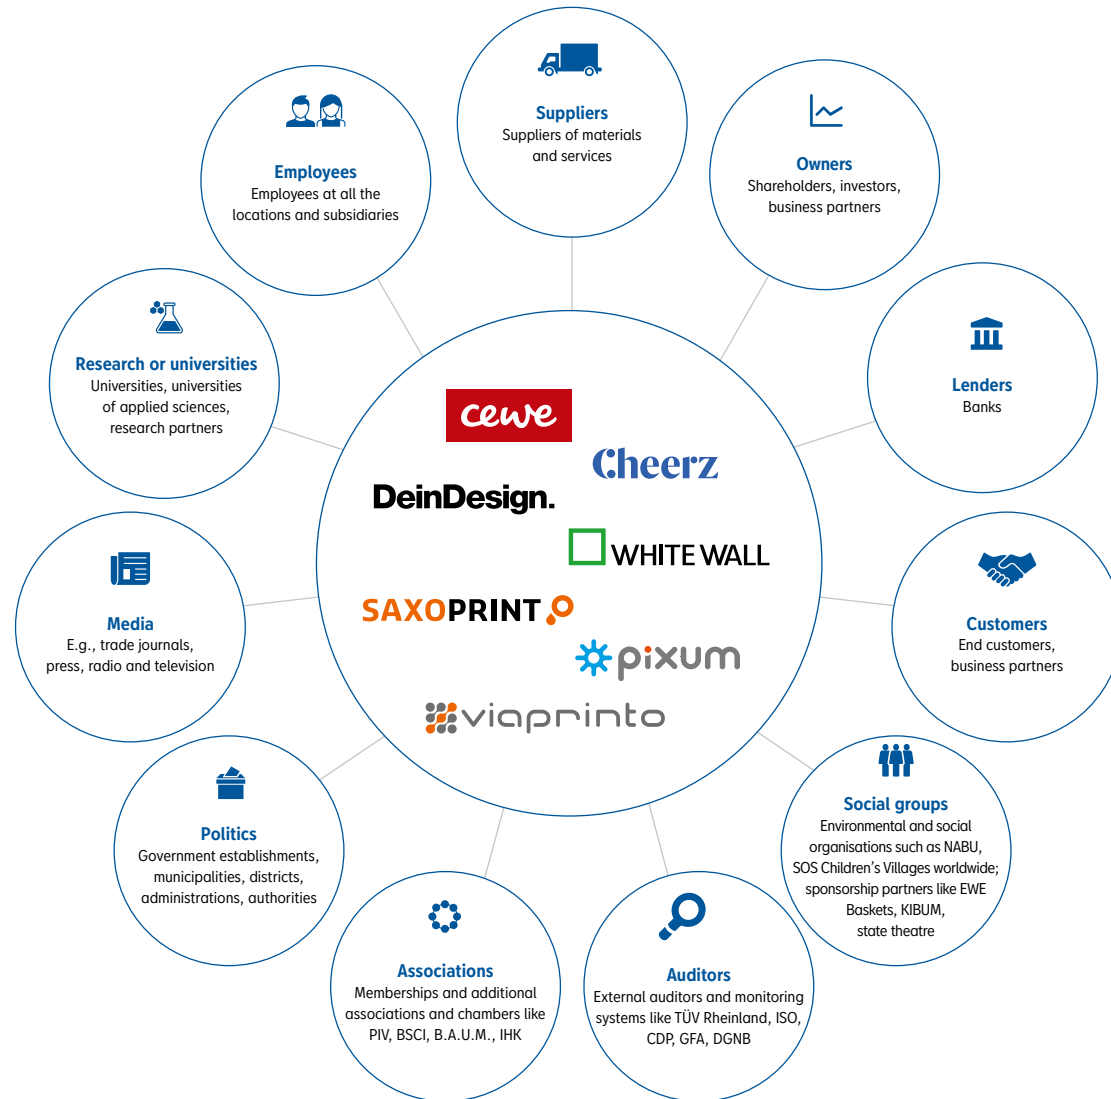 Suppliers
Suppliers of materials
and services
Owners
Shareholders, investors,
business partners
Lenders
Banks
Customers
End customers,
business partners
Social groups
Environmental and social
organisations such as NABU,
SOS Children’s Villages worldwide;
sponsorship partners like EWE
Baskets, KIBUM,
state theatre
Auditors
External auditors and monitoring
systems like TÜV Rheinland, ISO,
CDP, GFA, DGNB
Associations
Memberships and additional
associations and chambers like
PIV, BSCI, B.A.U.M., IHK
Politics
Government establishments,
municipalities, districts,
administrations, authorities
Media
E.g., trade journals,
press, radio and television
Research or universities
Universities, universities
of applied sciences,
research partners
Employees
Employees at all the
locations and subsidiaries
cewe
Cheerz
DeinDesign.
WHITE WALL
SAXOPRINT
pixum
viaprinto